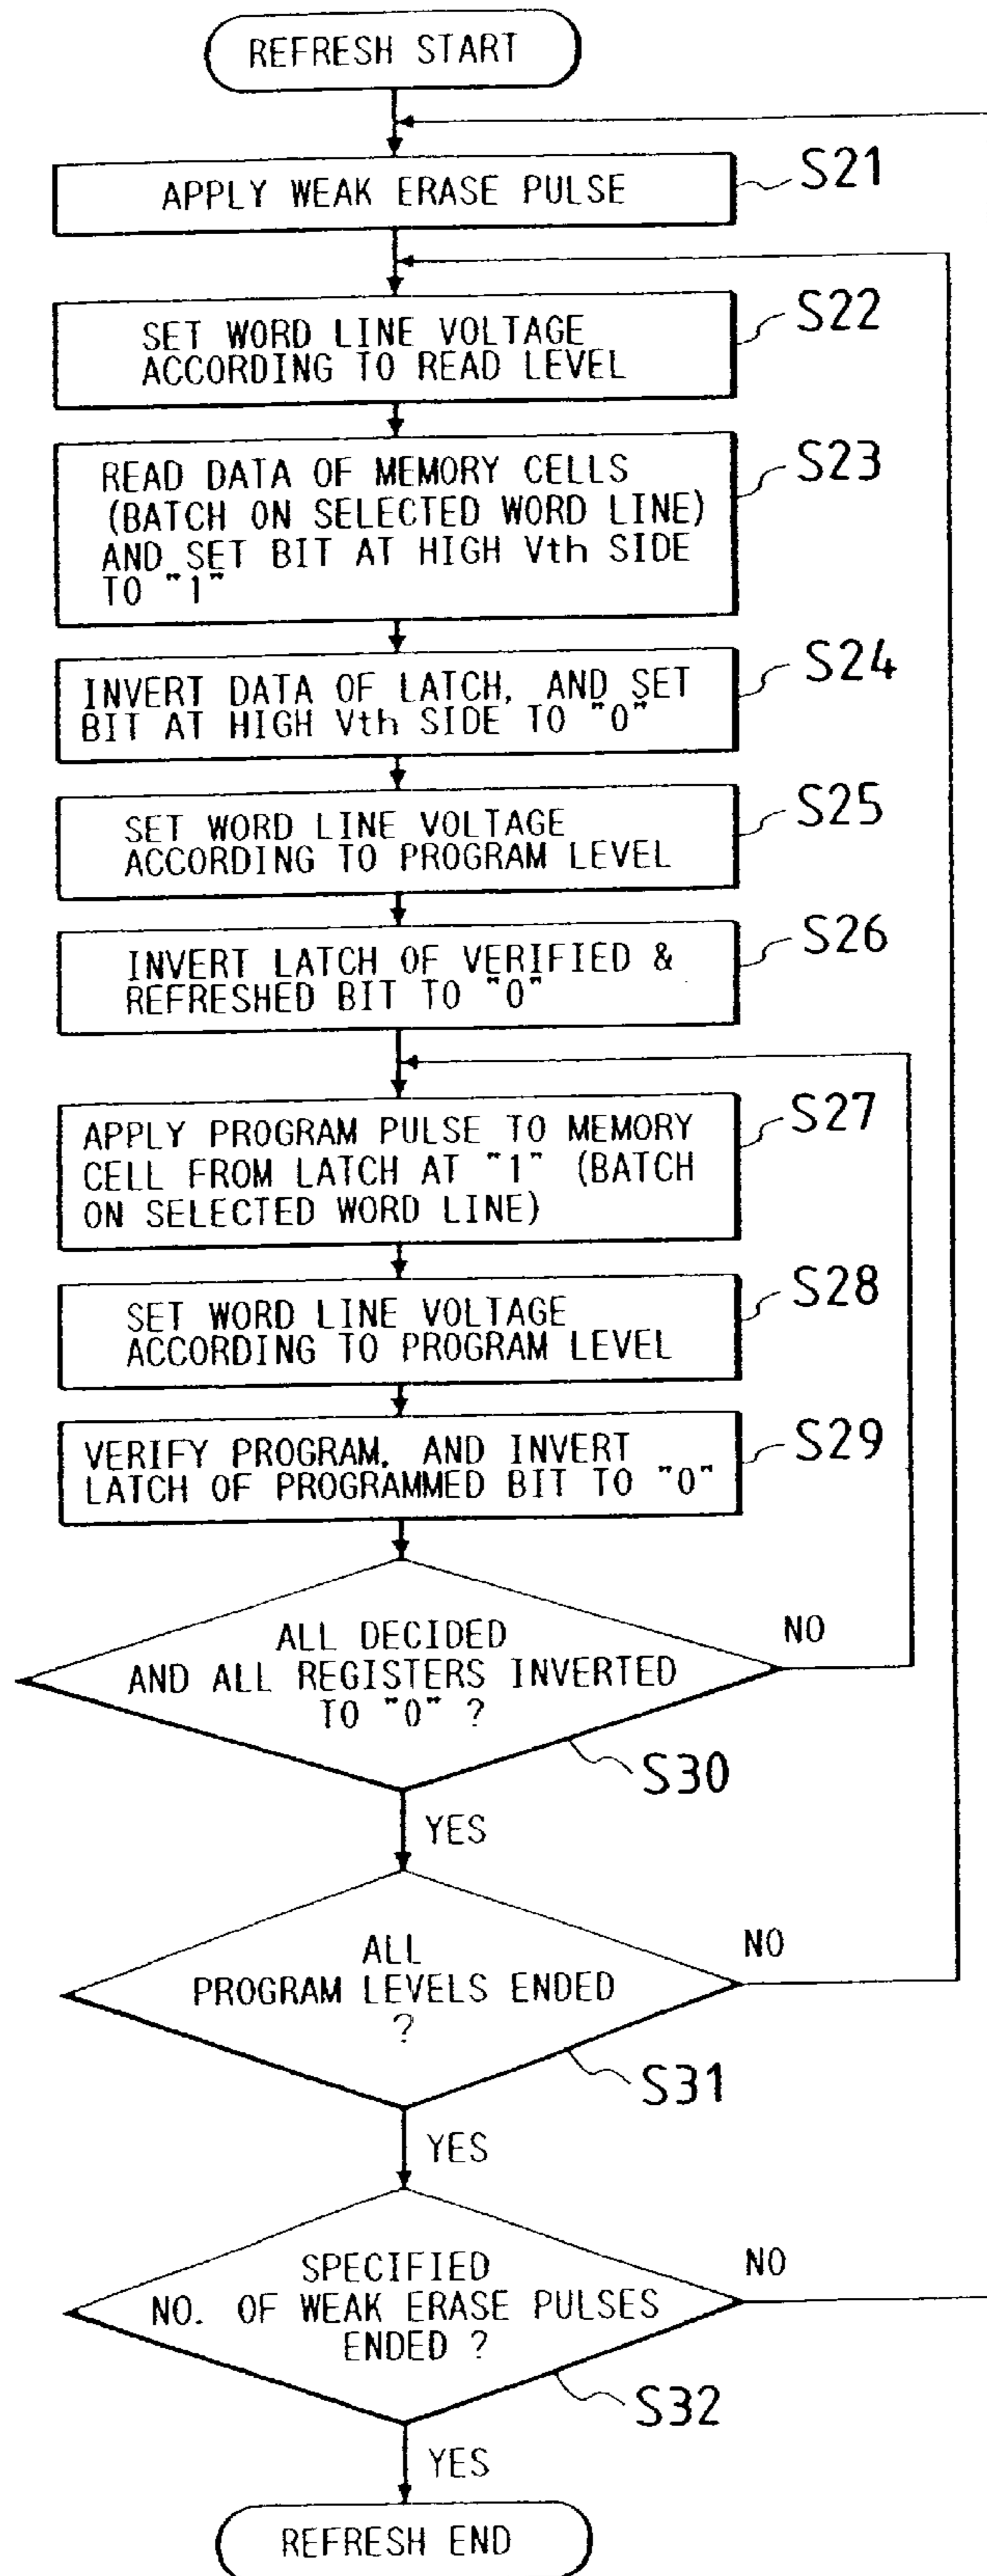 REFRESH START
APPLY WEAK ERASE PULSE
S21
SET WORD LINE VOLTAGE
ACCORDING TO READ LEVEL
S22
READ DATA OF MEMORY CELLS
(BATCH ON SELECTED WORD LINE)
AND SET BIT AT HIGH Vth SIDE
TO "1"
S23
INVERT DATA OF LATCH, AND SET
BIT AT HIGH Vth SIDE TO "0"
S24
SET WORD LINE VOLTAGE
ACCORDING TO PROGRAM LEVEL
S25
INVERT LATCH OF VERIFIED &
REFRESHED BIT TO "0"
S26
APPLY PROGRAM PULSE TO MEMORY
CELL FROM LATCH AT "1" (BATCH
ON SELECTED WORD LINE)
S27
SET WORD LINE VOLTAGE
ACCORDING TO PROGRAM LEVEL
S28
VERIFY PROGRAM, AND INVERT
LATCH OF PROGRAMMED BIT TO "0"
S29
ALL DECIDED
AND ALL REGISTERS INVERTED
TO "0" ?
NO
S30
YES
ALL
PROGRAM LEVELS ENDED
?
NO
S31
YES
SPECIFIED
NO. OF WEAK ERASE PULSES
ENDED ?
NO
S32
YES
REFRESH END